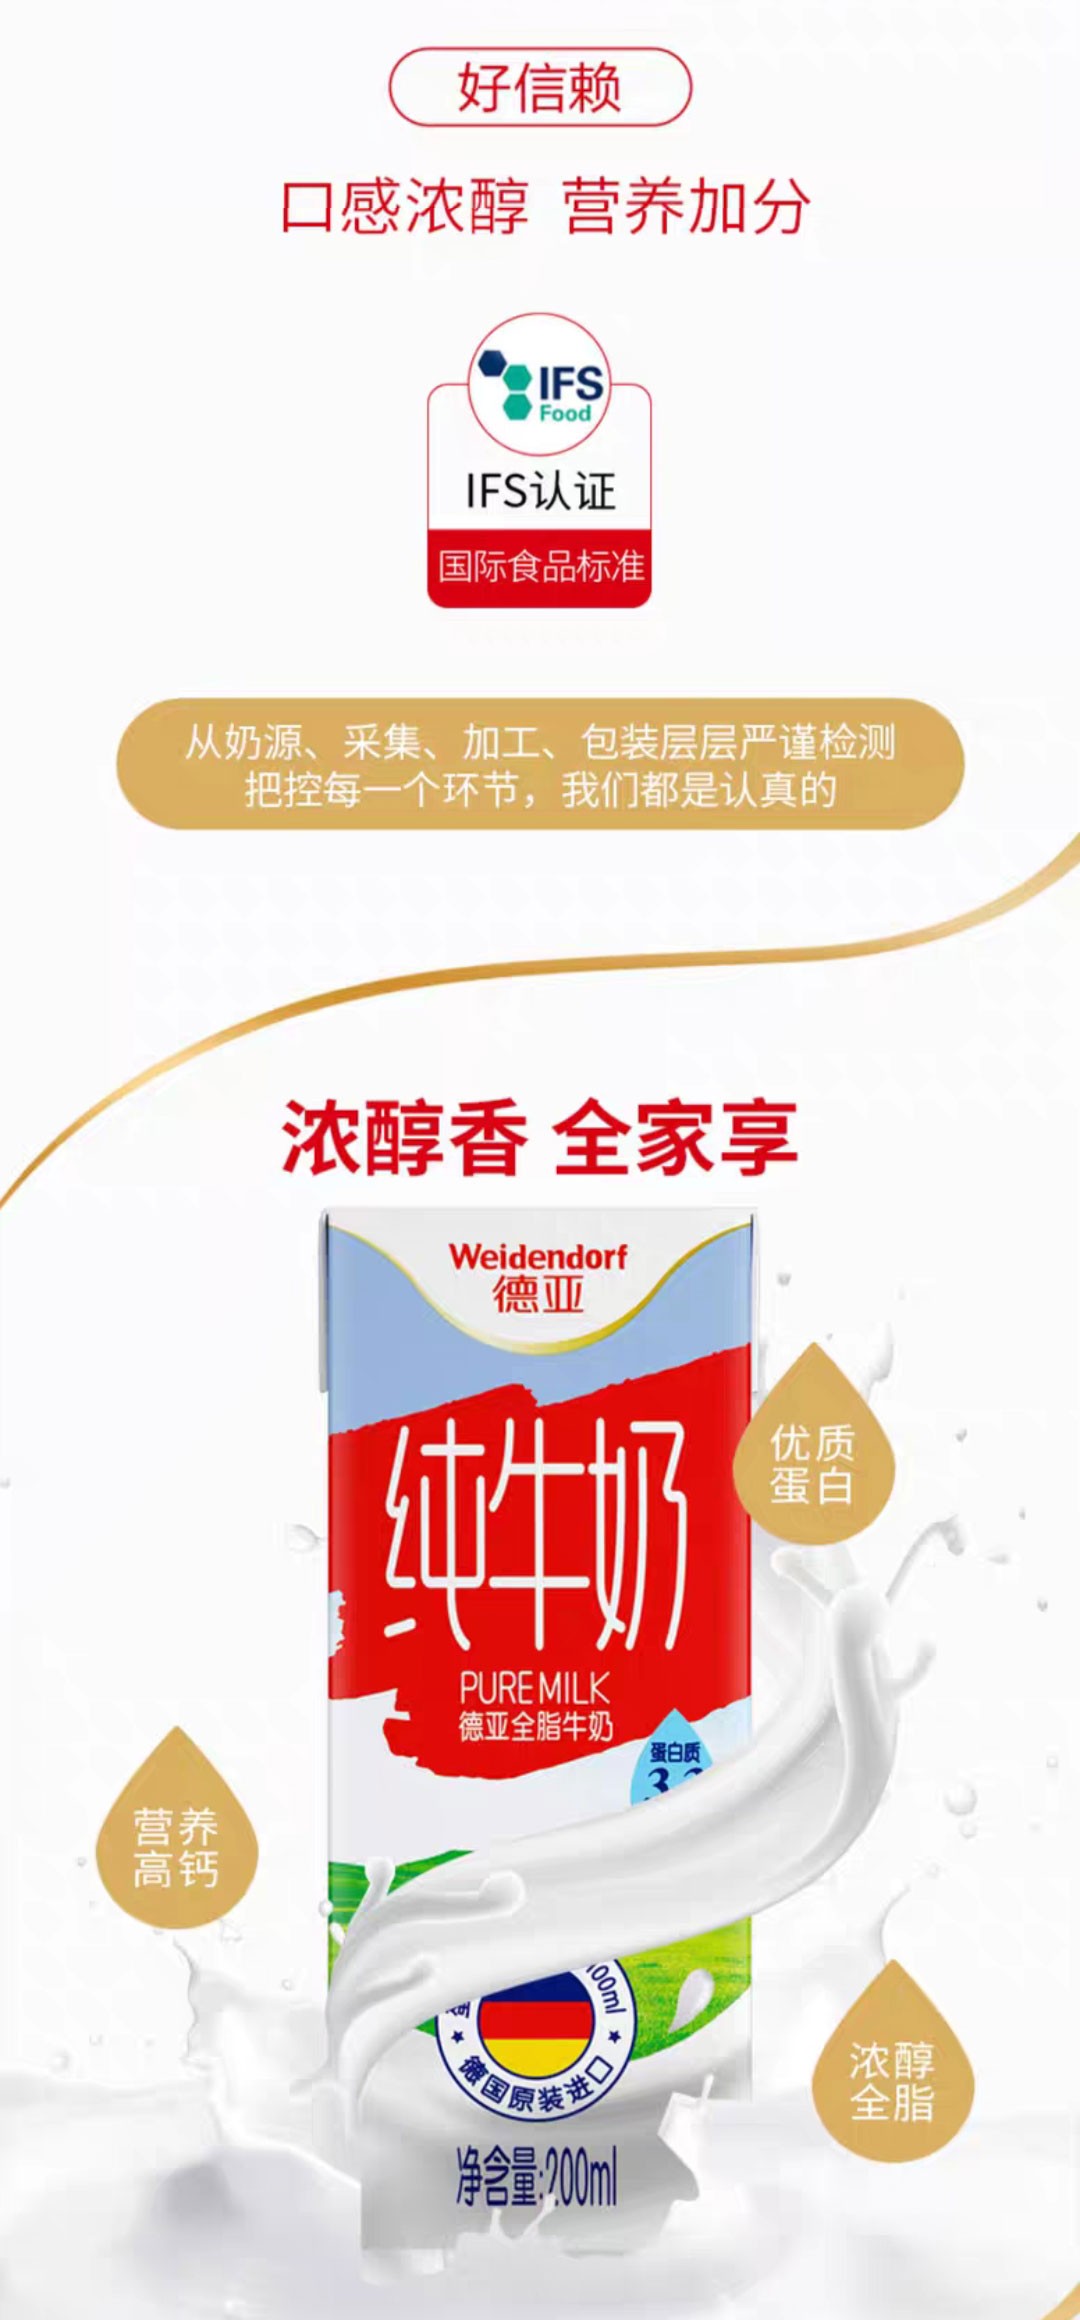 好信赖
口感浓醇 营养加分
IFS
Food
IFS认证
国际食品标准
从奶源、采集、加工、包装层层严谨检测
把控每一个环节，我们都是认真的
浓醇香 全家享
Weidendorf
德亚
优质
蛋白
纯牛奶
PURE MILK
德亚全脂牛奶
蛋白质
营养
高钙
00ml
德国原装进口
浓醇
全脂
净含量:200ml